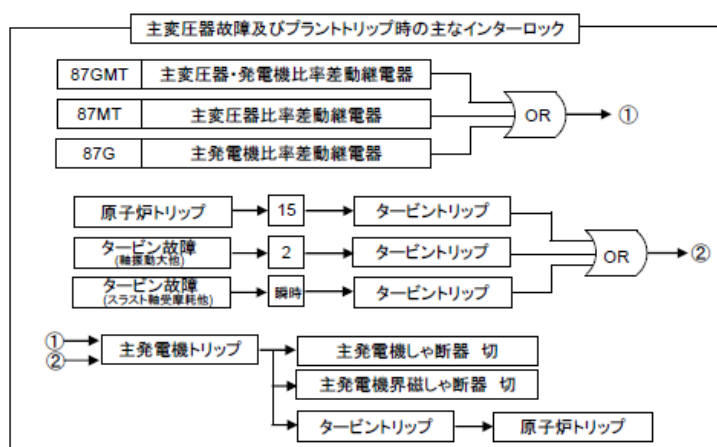 主変圧器故障及びプラントトリップ時の主なインターロック
87GMT 主変圧器・発電機比率差動継電器
87MT 主変圧器比率差動継電器
OR ①
87G 主発電機比率差動継電器
原子炉トリップ 15 タービントリップ
タービン故障 2 タービントリップ
(軸振動大他)
OR ②
タービン故障 瞬時 タービントリップ
(スラスト軸受摩耗他)
① 主発電機トリップ 主発電機しゃ断器 切
②
主発電機界磁しゃ断器 切
タービントリップ 原子炉トリップ